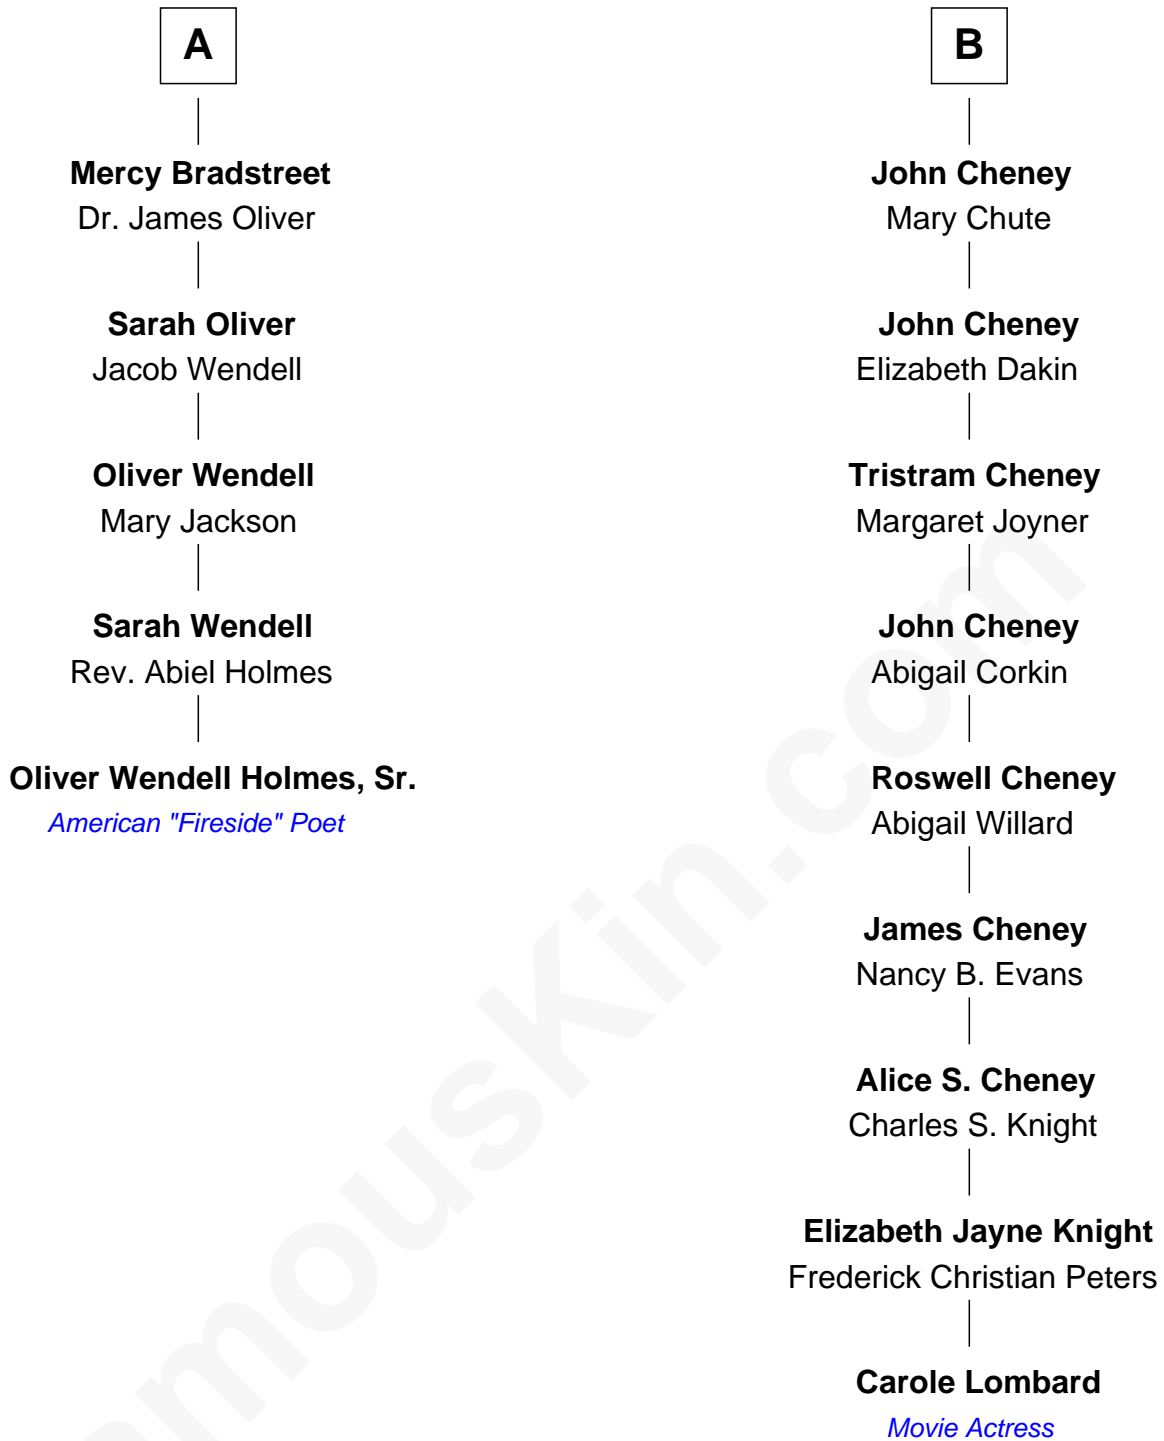 A
Mercy Bradstreet
Dr. James Oliver
Sarah Oliver
Jacob Wendell
Oliver Wendell
Mary Jackson
Sarah Wendell
Rev. Abiel Holmes
Oliver Wendell Holmes, Sr.
American "Fireside" Poet
B
John Cheney
Mary Chute
John Cheney
Elizabeth Dakin
Tristram Cheney
Margaret Joyner
John Cheney
Abigail Corkin
Roswell Cheney
Abigail Willard
James Cheney
Nancy B. Evans
Alice S. Cheney
Charles S. Knight
Elizabeth Jayne Knight
Frederick Christian Peters
Carole Lombard
Movie Actress
amouskin.com